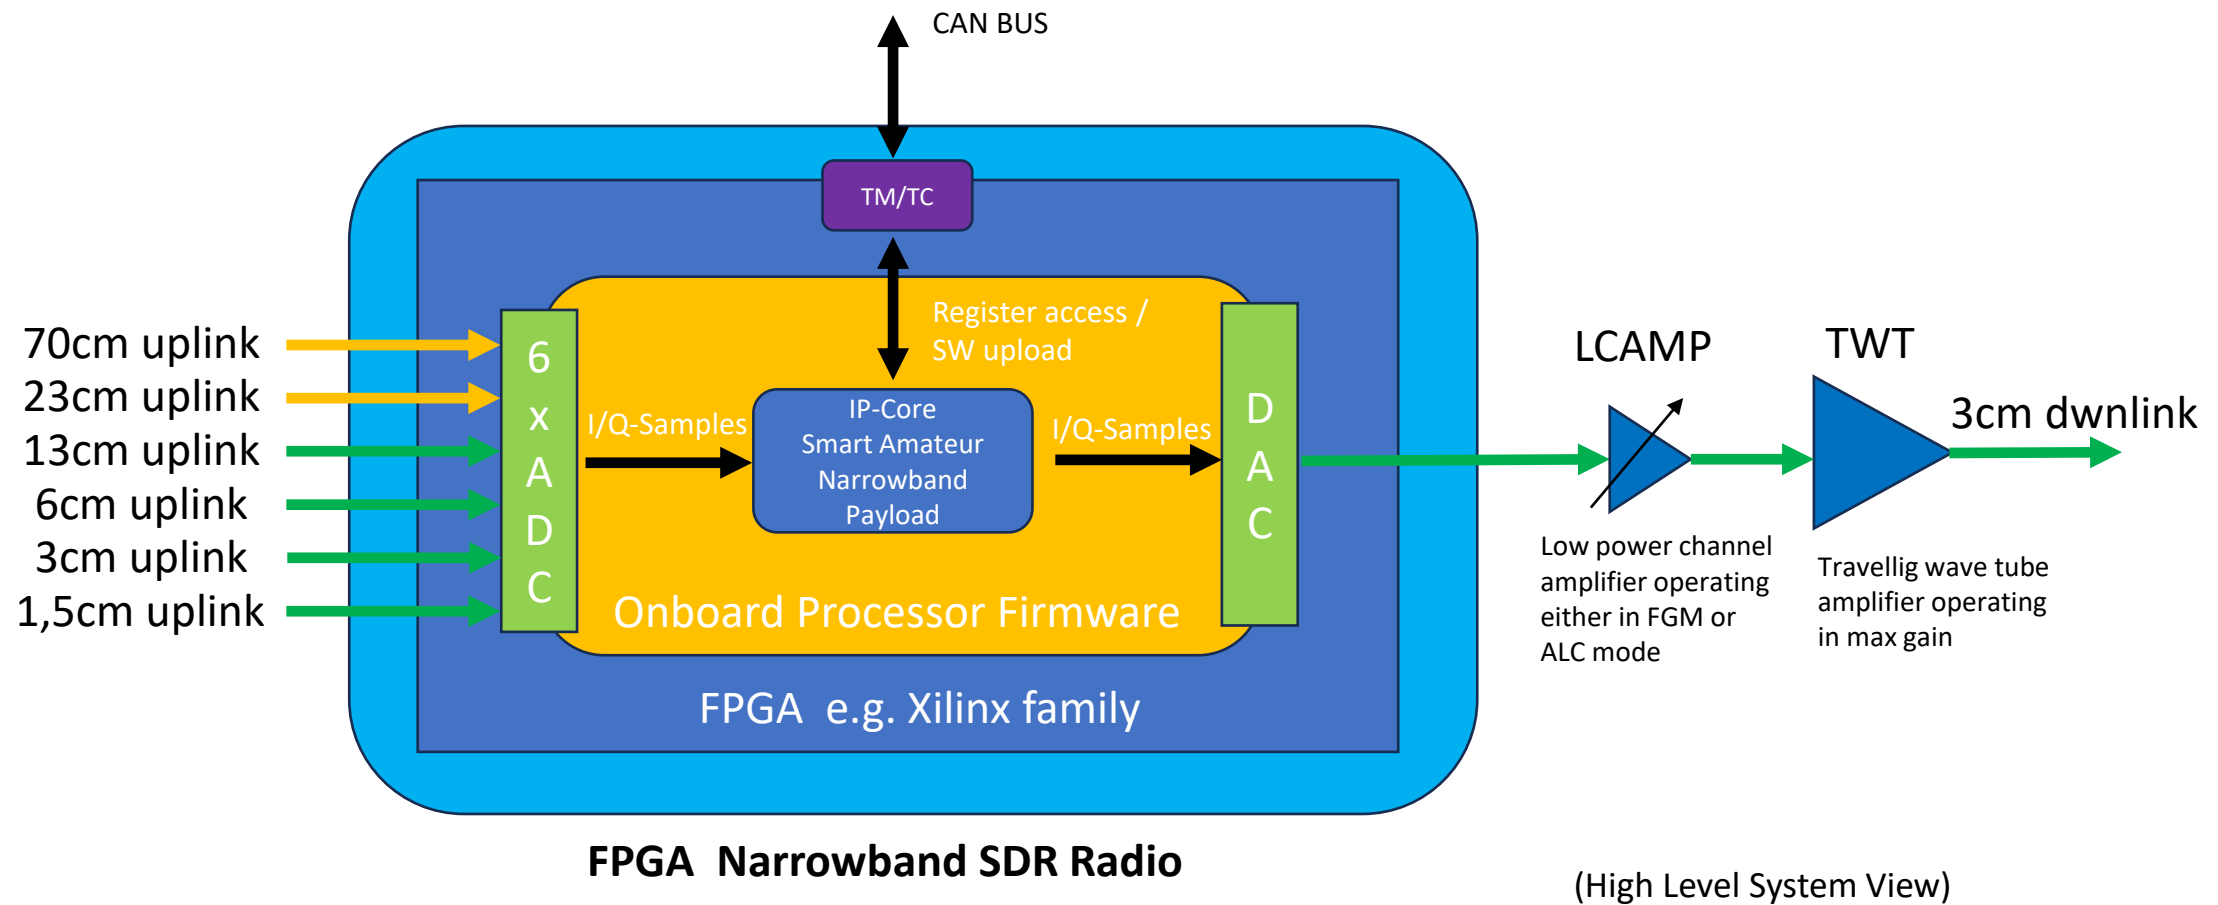 CAN BUS
TM/TC
Register access /
SW upload
70cm uplink
23cm uplink
13cm uplink
6cm uplink
3cm uplink
1,5cm uplink
6
x
A
D
C
I/Q-Samples
IP-Core
Smart Amateur
Narrowband
Payload
I/Q-Samples
D
A
C
Onboard Processor Firmware
FPGA e.g. Xilinx family
LCAMP
TWT
3cm dwnlink
Low power channel
amplifier operating
either in FGM or
ALC mode
Travellig wave tube
amplifier operating
in max gain
FPGA Narrowband SDR Radio
(High Level System View)